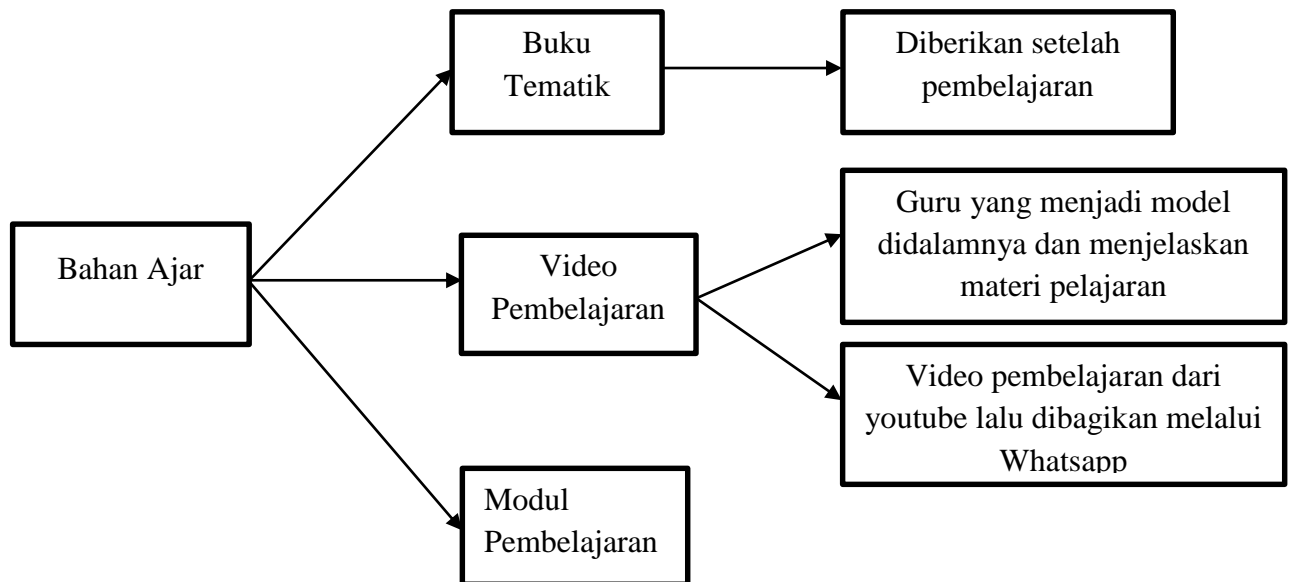 Buku
Tematik
Diberikan setelah
pembelajaran
Bahan Ajar
Video
Pembelajaran
Guru yang menjadi model
didalamnya dan menjelaskan
materi pelajaran
Video pembelajaran dari
youtube lalu dibagikan melalui
Whatsapp
Modul
Pembelajaran